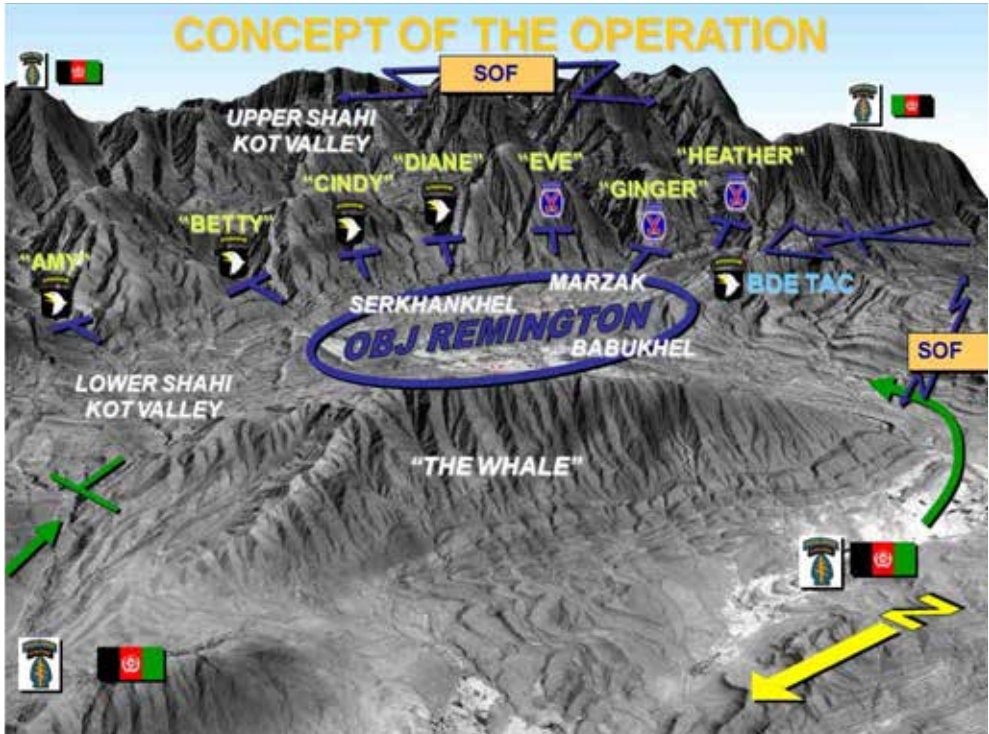 CONCEPT OF THE OPERATION
SOF
UPPER SHAHI
KOT VALLEY
"DIANE"
"EVE"
"HEATHER"
"CINDY"
"GINGER"
"BETTY"
"AMY"
BDE TAC
MARZAK
SERKHANKHEL
OBJ REMINGTON
BABUKHEL
SOF
LOWER SHAHI
KOT VALLEY
"THE WHALE"
N